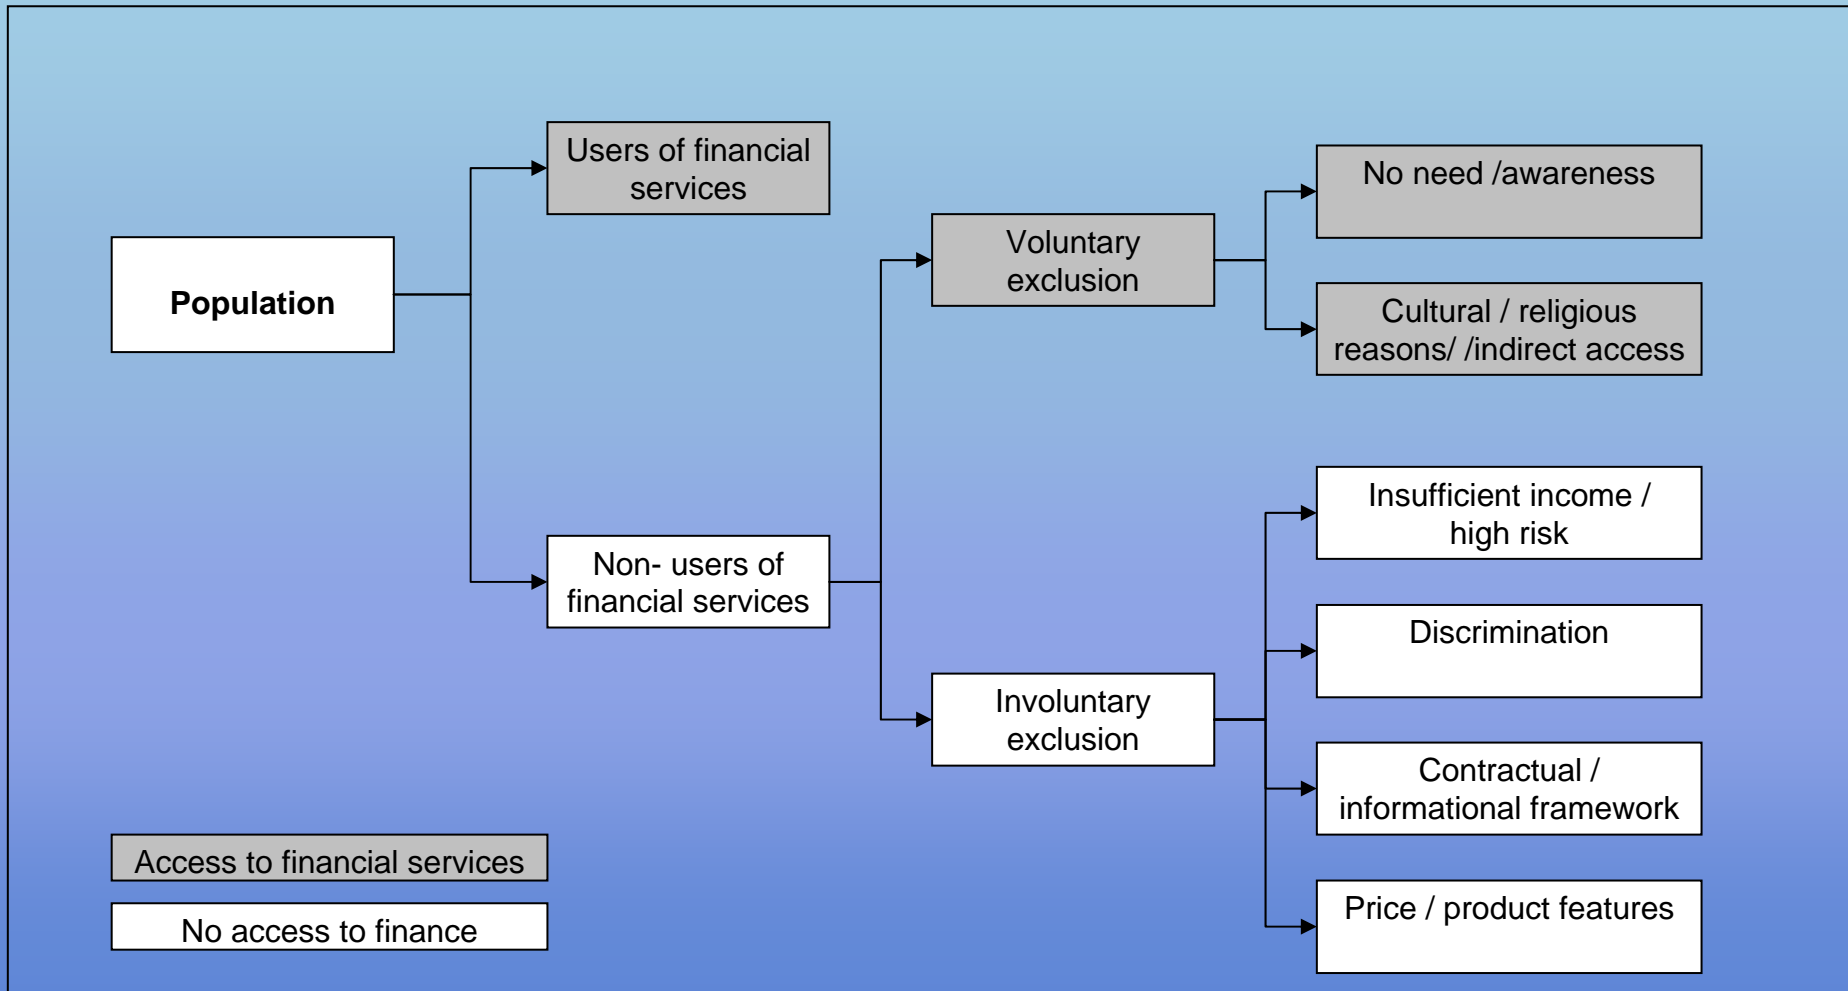 Users of financial
services
No need /awareness
Population
Voluntary
exclusion
Cultural / religious
reasons/ /indirect access
Insufficient income /
high risk
Non- users of
financial services
Discrimination
Involuntary
exclusion
Contractual /
informational framework
Access to financial services
No access to finance
Price / product features